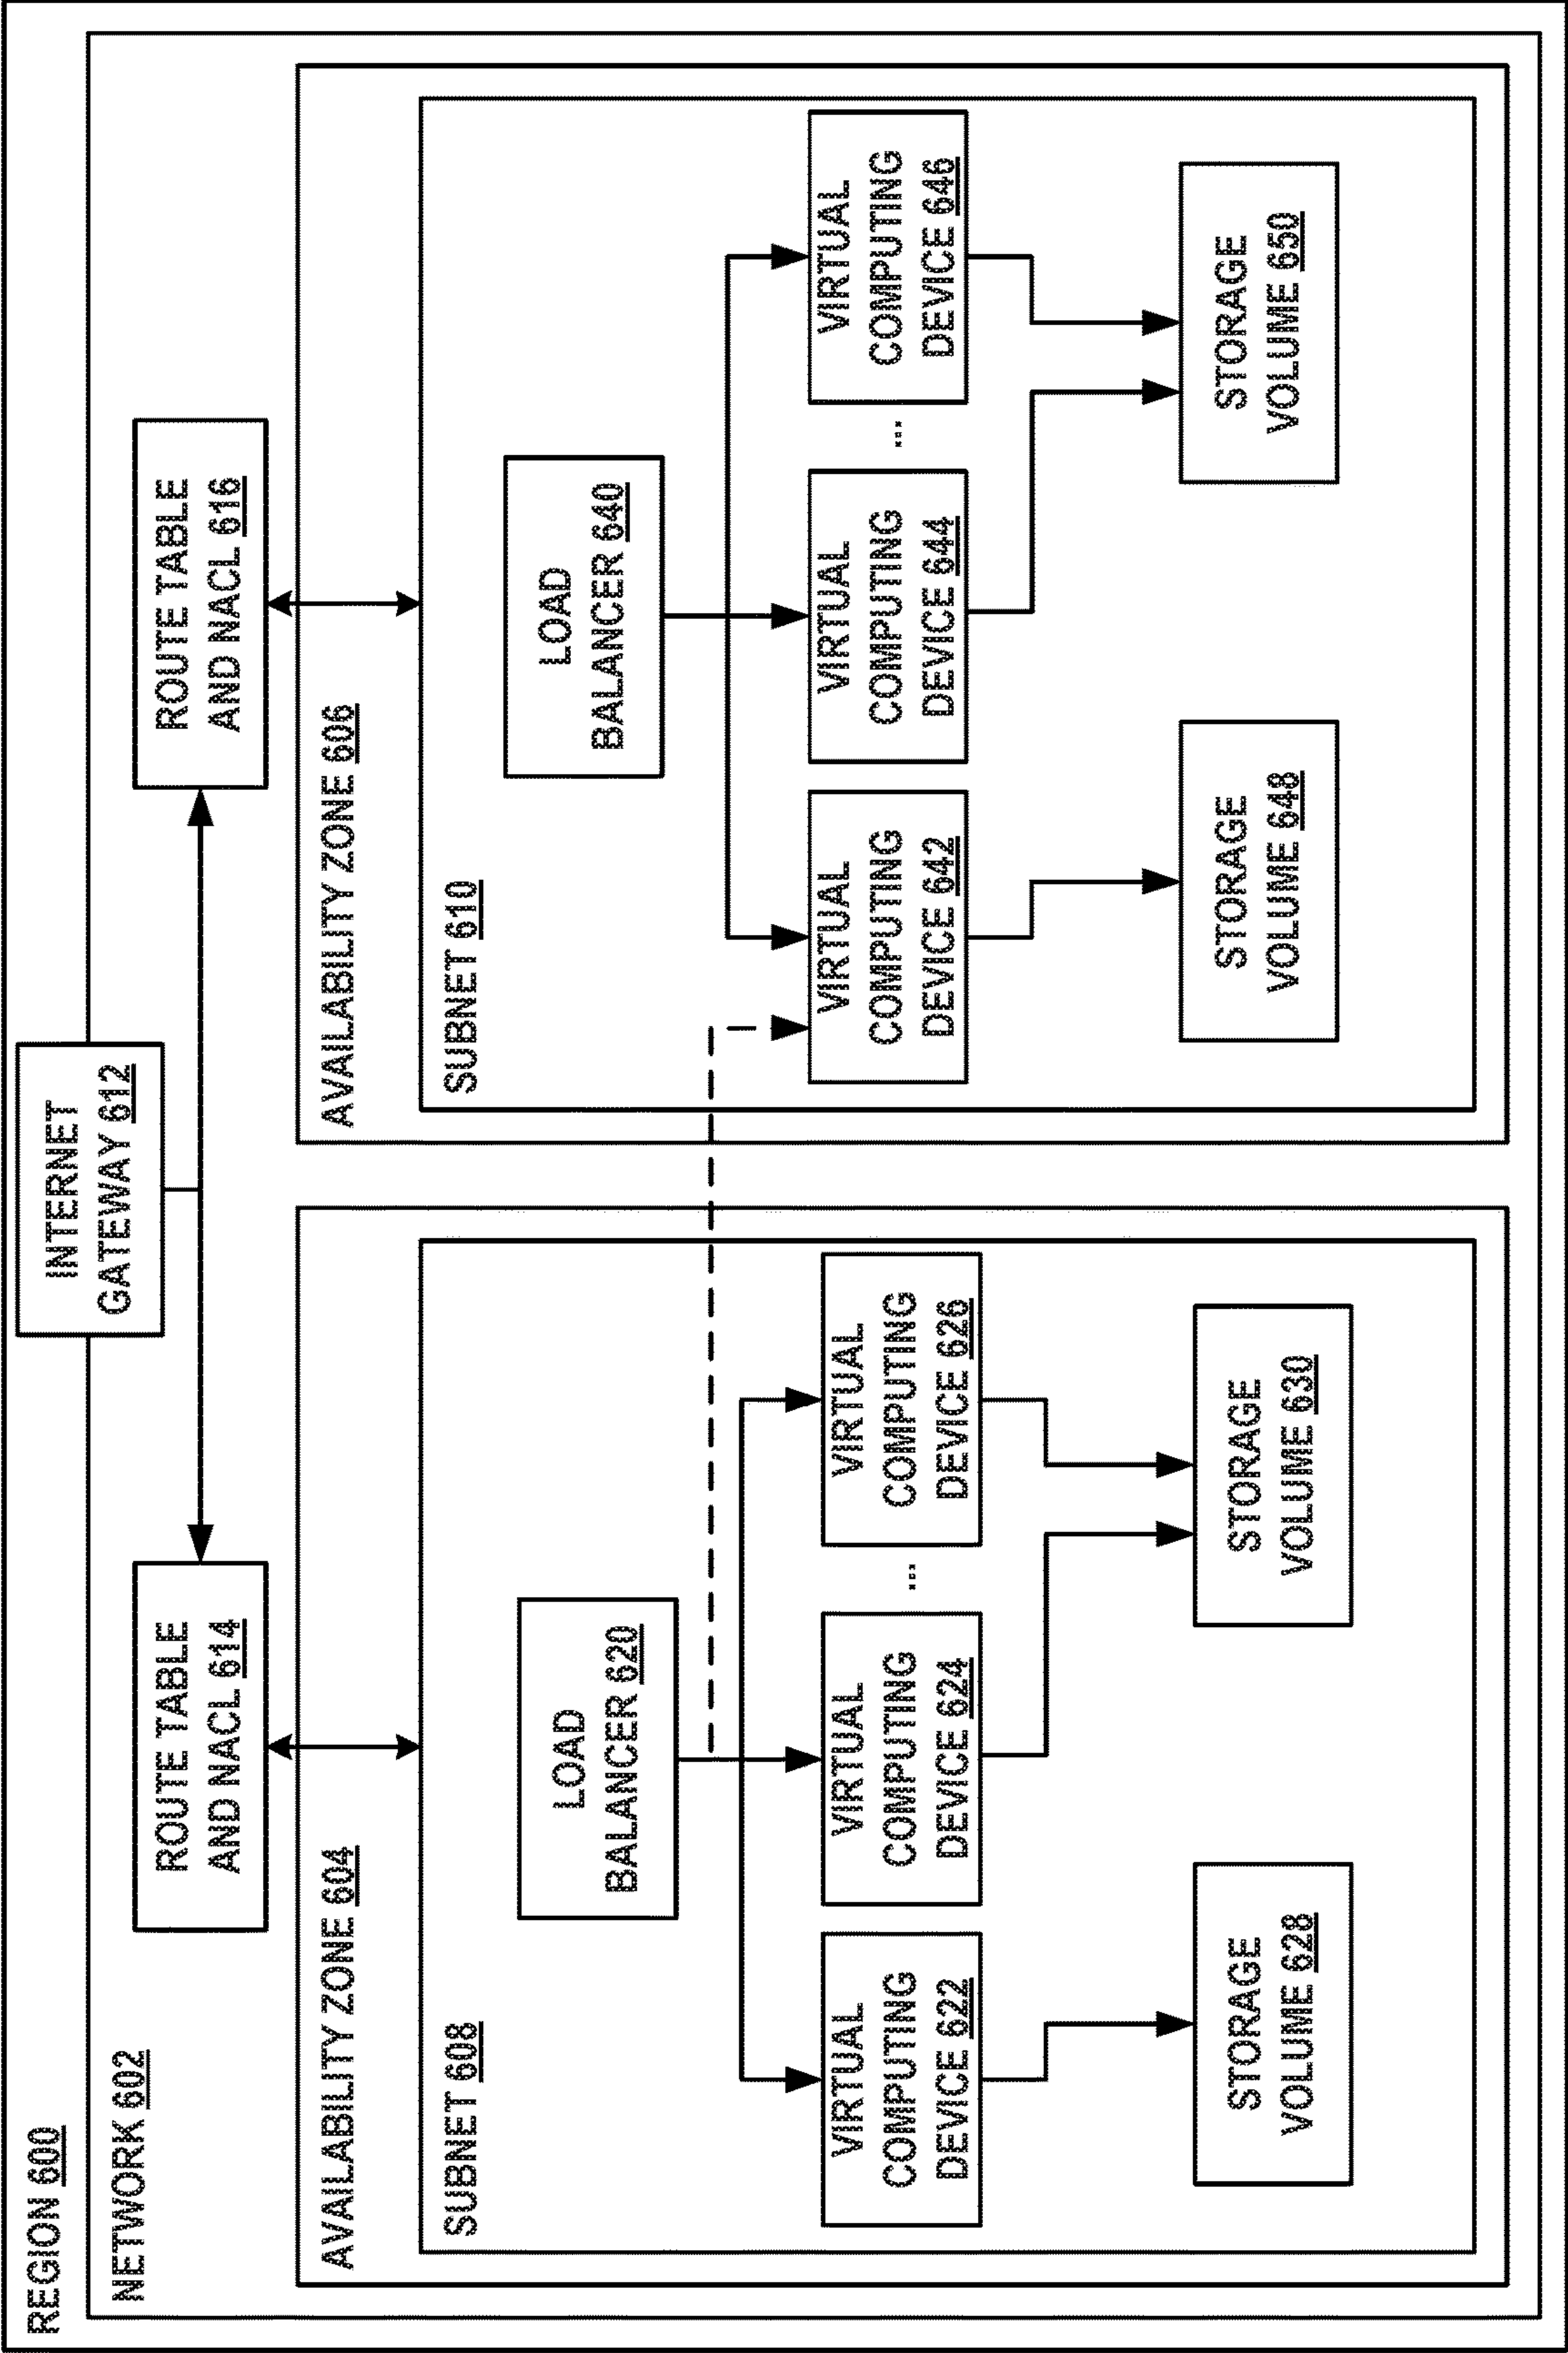 REGION 600
NETWORK 602
INTERNET
GATEWAY 612
ROUTE TABLE
AND NACL 614
ROUTE TABLE
AND NACL 616
AVAILABILITY ZONE 604
SUBNET 608
LOAD
BALANCER 620
VIRTUAL
COMPUTING
DEVICE 622
VIRTUAL
COMPUTING
DEVICE 624
...
VIRTUAL
COMPUTING
DEVICE 626
STORAGE
VOLUME 628
STORAGE
VOLUME 630
AVAILABILITY ZONE 606
SUBNET 610
LOAD
BALANCER 640
VIRTUAL
COMPUTING
DEVICE 642
VIRTUAL
COMPUTING
DEVICE 644
...
VIRTUAL
COMPUTING
DEVICE 646
STORAGE
VOLUME 648
STORAGE
VOLUME 650